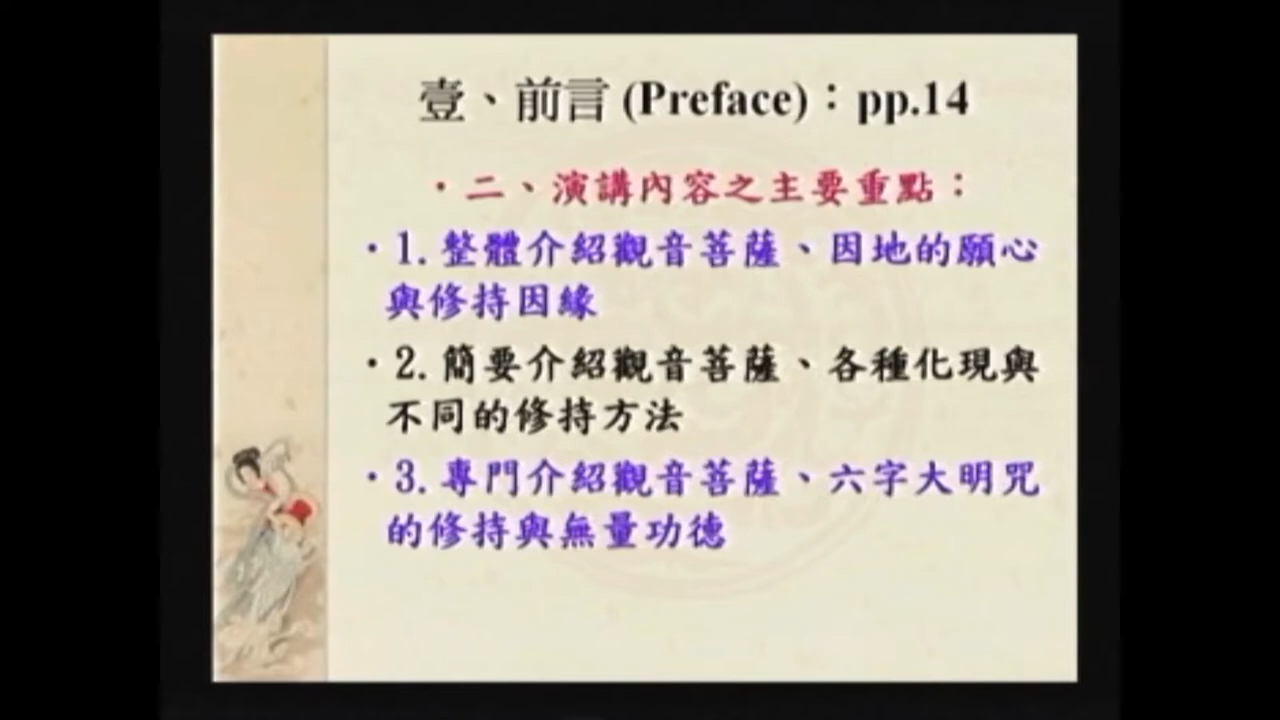 壹、前言 (Preface)：pp.14
・二、演講內容之主要重點：
・1. 整體介紹觀音菩薩、因地的願心
與修持因緣
・2. 簡要介紹觀音菩薩、各種化現與
不同的修持方法
・3. 專門介紹觀音菩薩、六字大明咒
的修持與無量功德